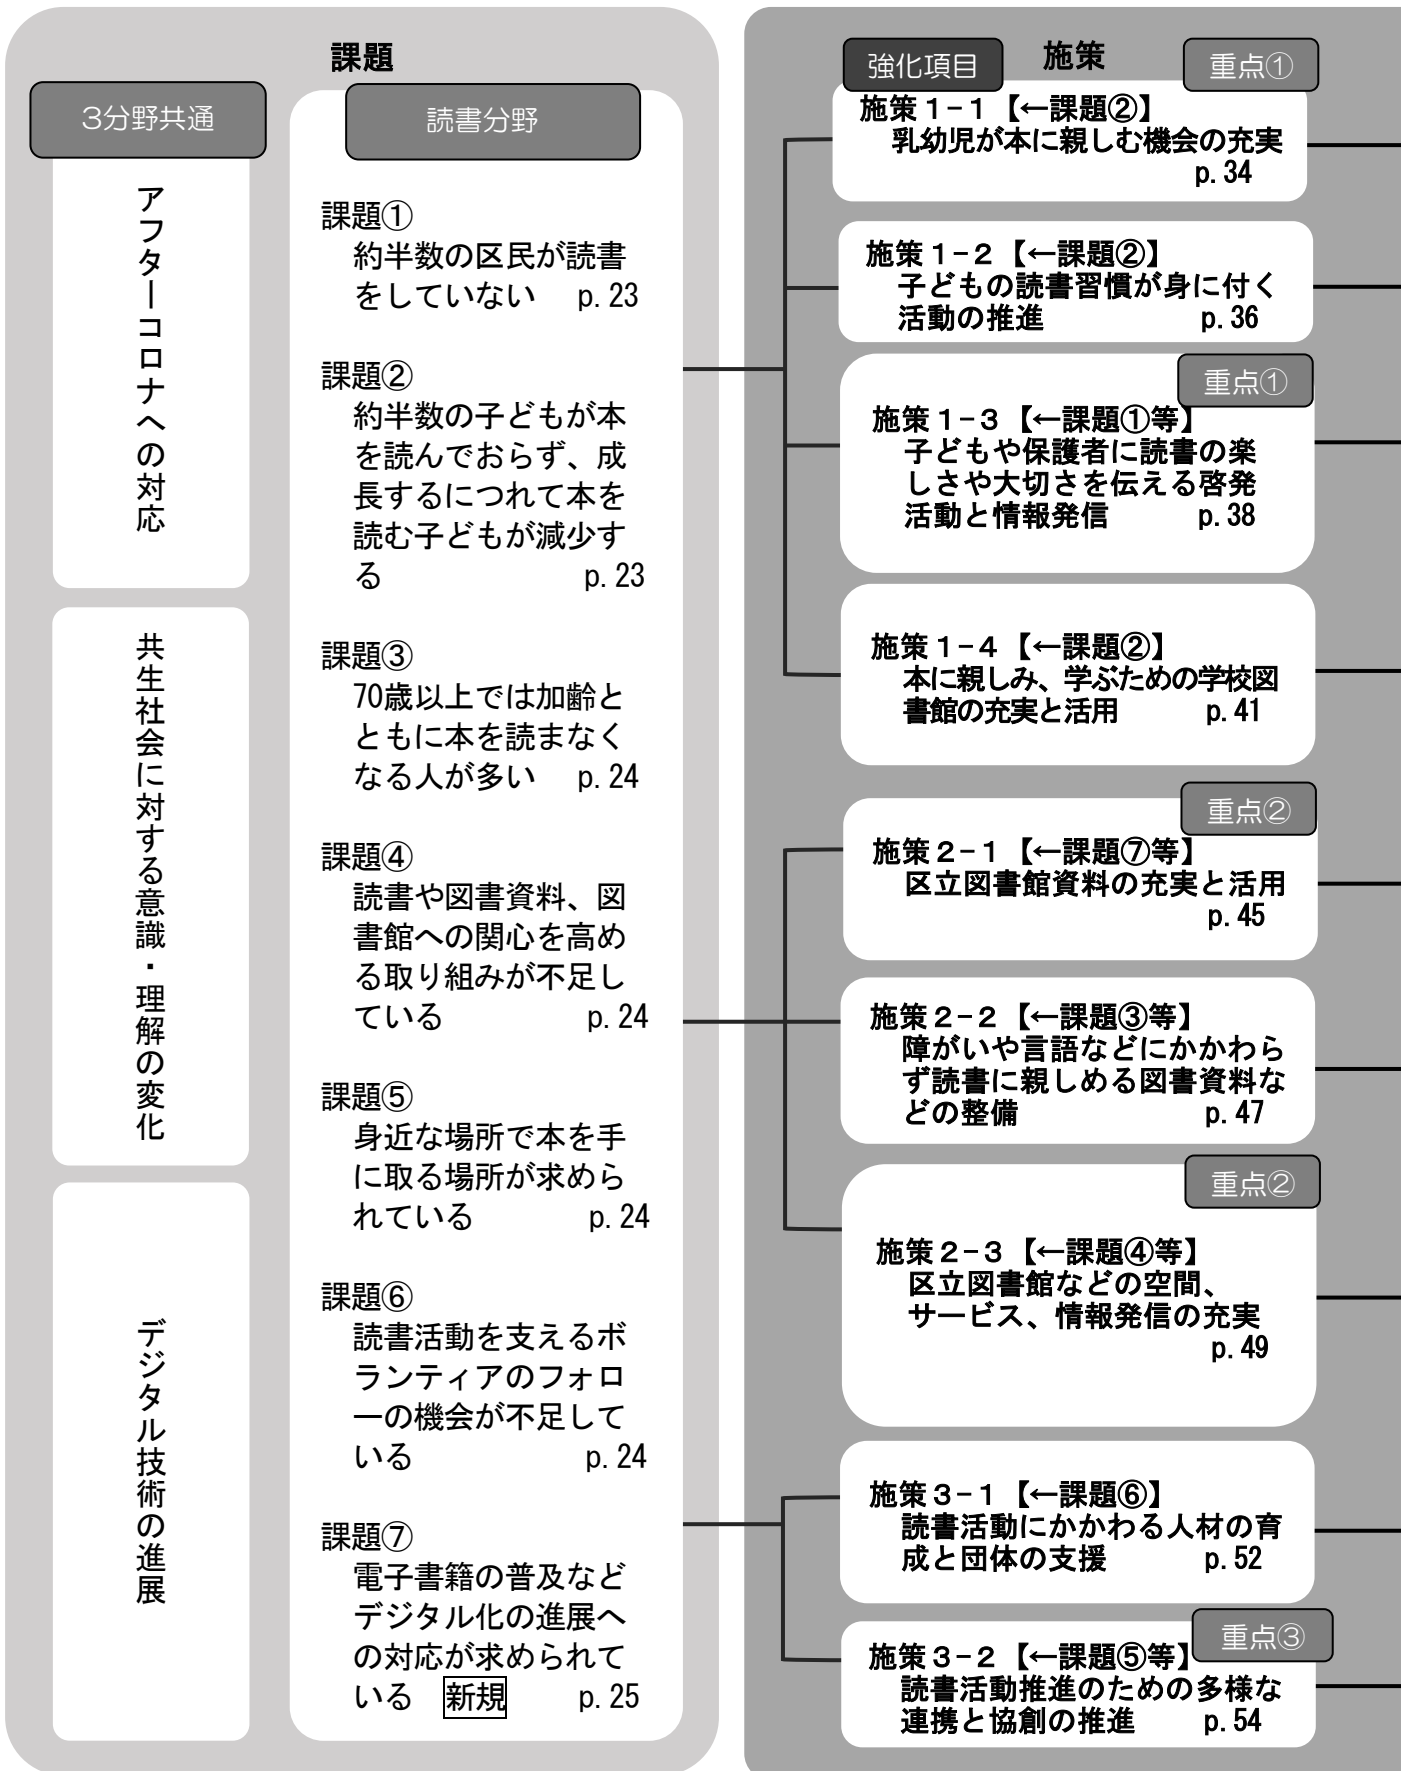 課題
3分野共通
アフターコロナへの対応
共生社会に対する意識・理解の変化
デジタル技術の進展
読書分野
課題①
約半数の区民が読書
をしていない p.23
課題②
約半数の子どもが本
を読んでおらず、成
長するにつれて本を
読む子どもが減少す
る p.23
課題③
70歳以上では加齢と
ともに本を読まなく
なる人が多い p.24
課題④
読書や図書資料、図
書館への関心を高め
る取り組みが不足し
ている p.24
課題⑤
身近な場所で本を手
に取る場所が求めら
れている p.24
課題⑥
読書活動を支えるボ
ランティアのフォロ
ーの機会が不足して
いる p.24
課題⑦
電子書籍の普及など
デジタル化の進展へ
の対応が求められて
いる 新規 p.25
強化項目
施策
重点①
施策1-1【←課題②】
乳幼児が本に親しむ機会の充実
p.34
施策1-2【←課題②】
子どもの読書習慣が身に付く
活動の推進 p.36
重点①
施策1-3【←課題①等】
子どもや保護者に読書の楽
しさや大切さを伝える啓発
活動と情報発信 p.38
施策1-4【←課題②】
本に親しみ、学ぶための学校図
書館の充実と活用 p.41
重点②
施策2-1【←課題⑦等】
区立図書館資料の充実と活用
p.45
施策2-2【←課題③等】
障がいや言語などにかかわら
ず読書に親しめる図書資料な
どの整備 p.47
重点②
施策2-3【←課題④等】
区立図書館などの空間、
サービス、情報発信の充実
p.49
施策3-1【←課題⑥】
読書活動にかかわる人材の育
成と団体の支援 p.52
重点③
施策3-2【←課題⑤等】
読書活動推進のための多様な
連携と協創の推進 p.54